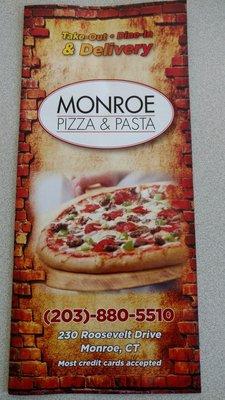 Take-Out • Dine-In
& Delivery
MONROE
PIZZA & PASTA
(203)-880-5510
230 Roosevelt Drive
Monroe, CT
Most credit cards accepted